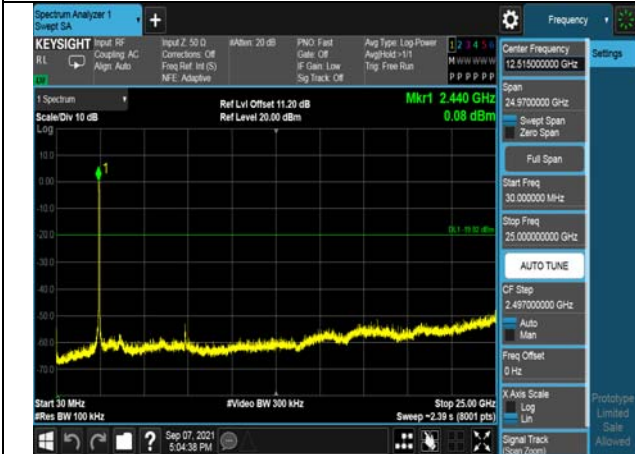 Spectrum Analyzer 1
Swept SA
+
Frequency
KEYSIGHT
RL
Input: RF
Coupling: AC
Align: Auto
Input Z: 50 Ω
Corrections: Off
Freq Ref: Int (S)
NFE: Adaptive
#Atten: 20 dB
PNO: Fast
Gate: Off
IF Gain: Low
Sig Track: Off
Avg Type: Log-Power
Avg|Hold:>1/1
Trig: Free Run
1 2 3 4 5 6
M W W W W W
P P P P P P
1 Spectrum
Scale/Div 10 dB
Log
Ref Lvl Offset 11.20 dB
Ref Level 20.00 dBm
Mkr1 2.440 GHz
0.08 dBm
10.0
1
0.00
-10.0
-20.0
-40.0
-50.0
-60.0
-70.0
Start 30 MHz
#Res BW 100 kHz
#Video BW 300 kHz
Stop 25.00 GHz
Sweep ~2.39 s (8001 pts)
Sep 07, 2021
5:04:38 PM
Center Frequency
12.515000000 GHz
Settings
Span
24.9700000 GHz
Swept Span
Zero Span
Full Span
Start Freq
30.000000 MHz
Stop Freq
25.000000000 GHz
AUTO TUNE
CF Step
2.497000000 GHz
Auto
Man
Freq Offset
0 Hz
X Axis Scale
Log
Lin
Signal Track
(Span Zoom)
Prototype
Limited
Sale
Allowed